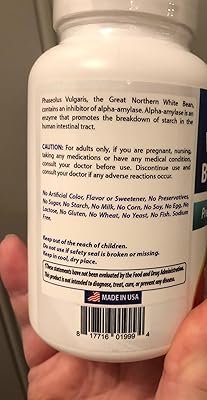 Phaseolus Vulgaris, the Great Northern White Bean,
contains an inhibitor of alpha-amylase. Alpha-amylase is an
enzyme that promotes the breakdown of starch in the
human intestinal tract.
CAUTION: For adults only, if you are pregnant, nursing,
taking any medications or have any medical condition,
consult your doctor before use. Discontinue use and
consult your doctor if any adverse reactions occur.
No Artificial Color, Flavor or Sweetener, No Preservatives,
No Sugar, No Starch, No Milk, No Corn, No Soy, No Egg, No
Lactose, No Gluten, No Wheat, No Yeast, No Fish, Sodium
Free.
Keep out of the reach of children.
Do not use if safety seal is broken or missing.
Keep in cool, dry place.
(These statements have not been evaluated by the Food and Drug Administration.
This product is not intended to diagnose, treat, cure, or prevent any disease.
MADE IN USA
8 17716 01999 4